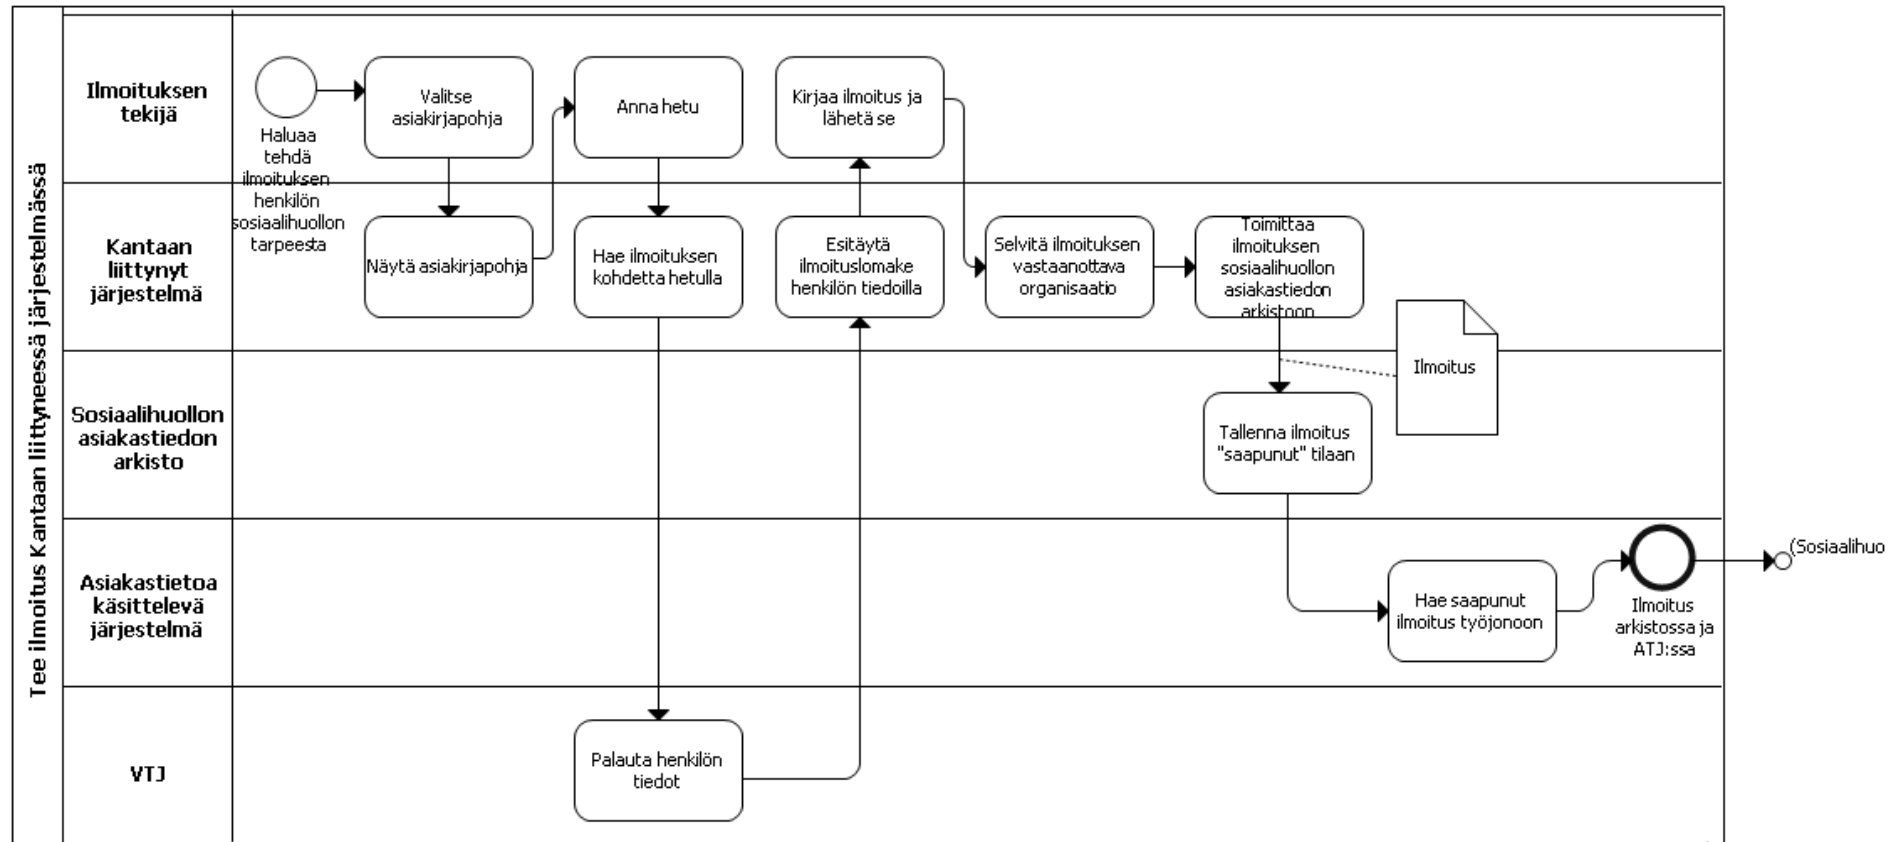 Tee ilmoitus Kantaan liittyneessä järjestelmässä
Ilmoituksen
tekijä
Haluaa
tehdä
ilmoituksen
henkilön
sosiaalihuollon
tarpeesta
Valitse
asiakirjapohja
Anna hetu
Kirjaa ilmoitus ja
lähetä se
Kantaan
liittynyt
järjestelmä
Näytä asiakirjapohja
Hae ilmoituksen
kohdetta hetulla
Esitäytä
ilmoituslomake
henkilön tiedoilla
Selvitä ilmoituksen
vastaanottava
organisaatio
Toimittaa
ilmoituksen
sosiaalihuollon
asiakastiedon
arkistoon
Ilmoitus
Sosiaalihuollon
asiakastiedon
arkisto
Tallenna ilmoitus
"saapunut" tilaan
Asiakastietoa
käsittelevä
järjestelmä
Hae saapunut
ilmoitus työjonoon
Ilmoitus
arkistossa ja
ATJ:ssa
(Sosiaalihuo
VTJ
Palauta henkilön
tiedot